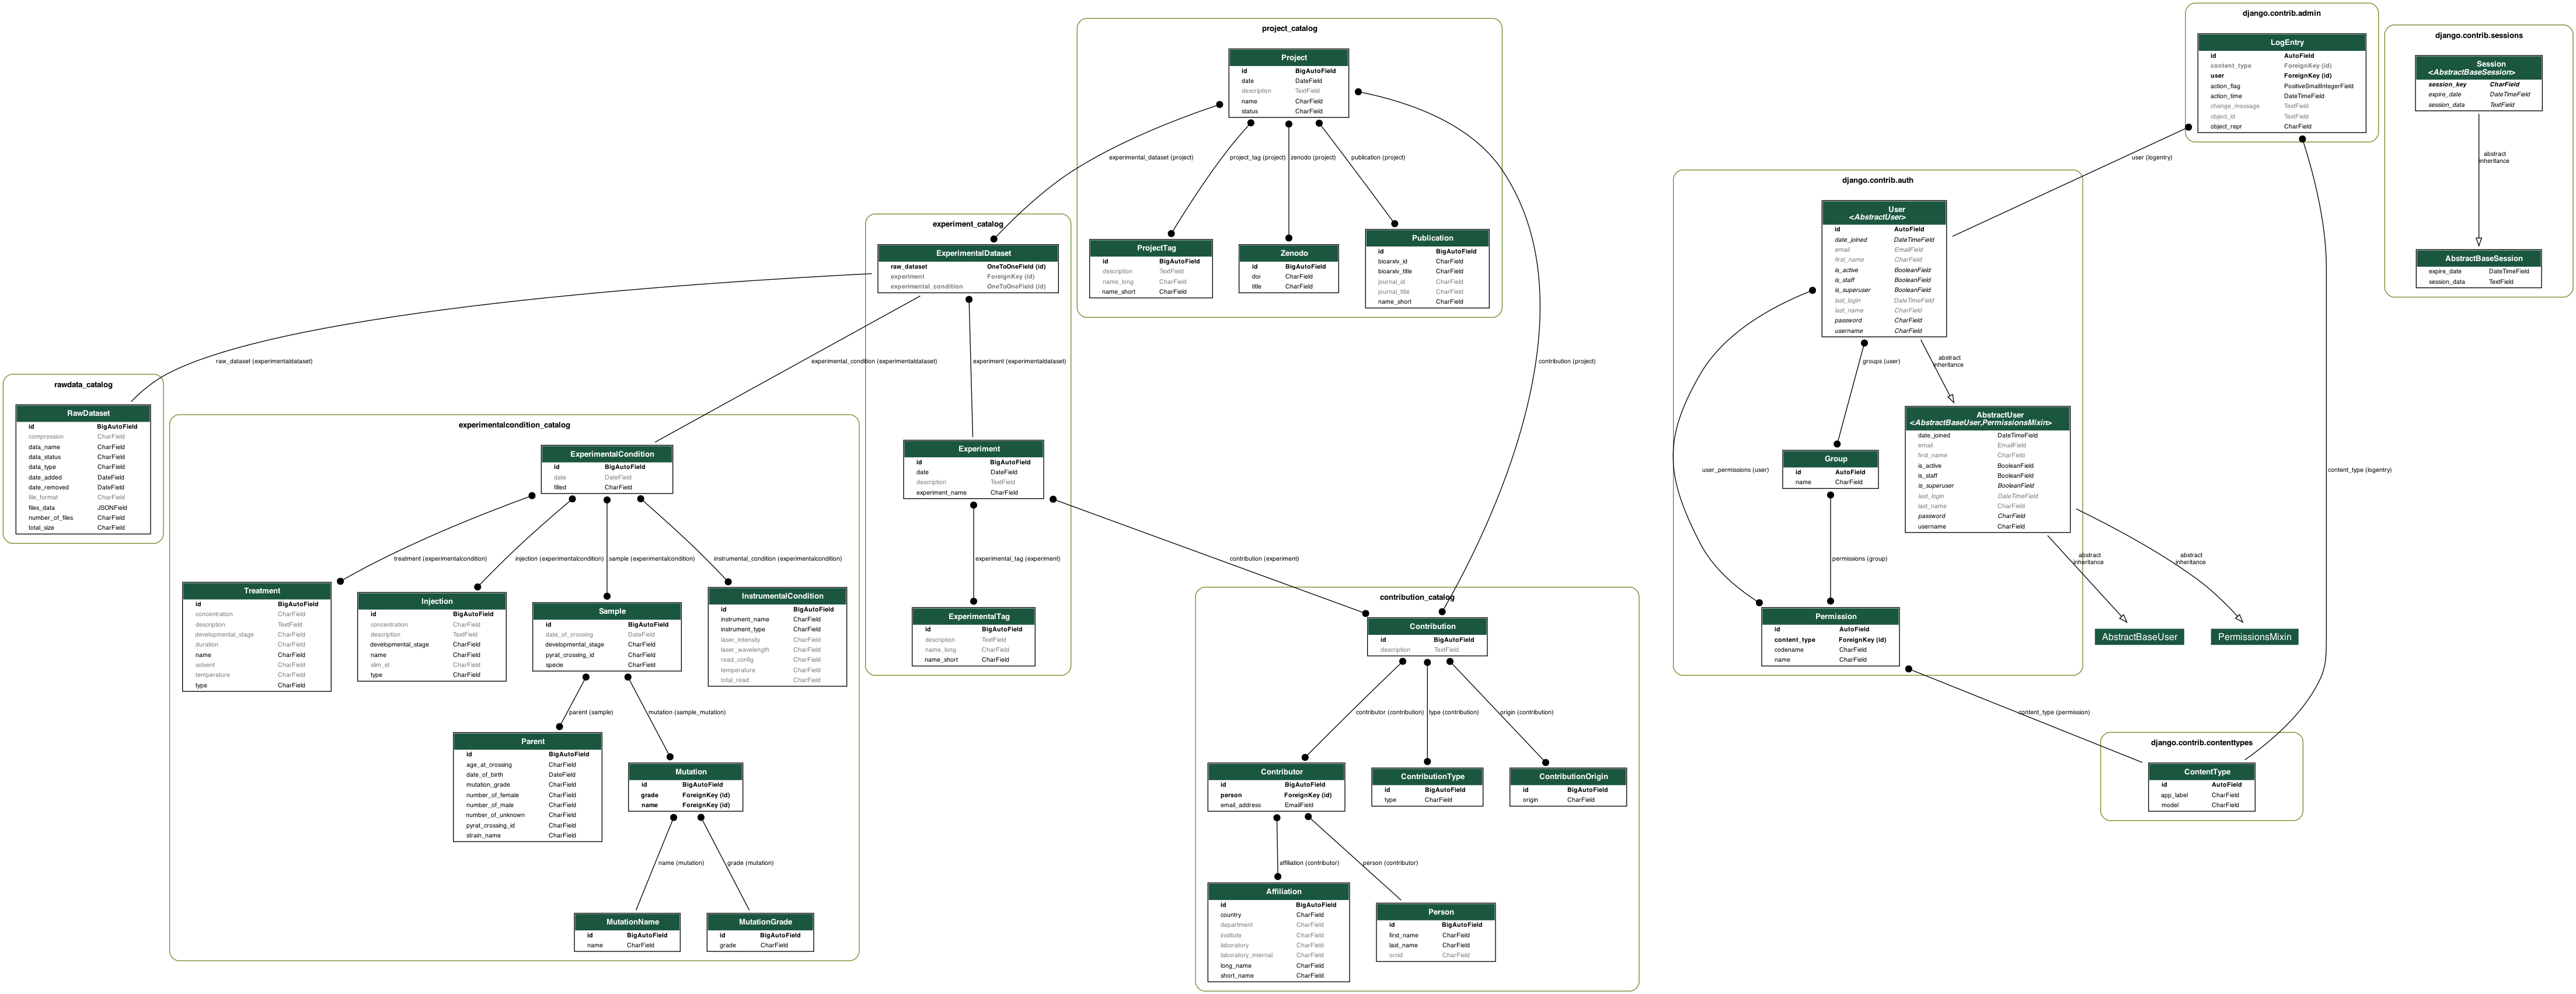 project_catalog
Project
id BigAutoField
date DateField
description TextField
name CharField
status CharField
experimental_dataset (project)
project_tag (project)
zenodo (project)
publication (project)
contribution (project)
ProjectTag
id BigAutoField
description TextField
name_long CharField
name_short CharField
Zenodo
id BigAutoField
doi CharField
title CharField
Publication
id BigAutoField
bioarxiv_id CharField
bioarxiv_title CharField
journal_id CharField
journal_title CharField
name_short CharField
experiment_catalog
ExperimentalDataset
raw_dataset OneToOneField (id)
experiment ForeignKey (id)
experimental_condition OneToOneField (id)
raw_dataset (experimentaldataset)
experimental_condition (experimentaldataset)
experiment (experimentaldataset)
Experiment
id BigAutoField
date DateField
description TextField
experiment_name CharField
experimental_tag (experiment)
contribution (experiment)
ExperimentalTag
id BigAutoField
description TextField
name_long CharField
name_short CharField
rawdata_catalog
RawDataset
id BigAutoField
compression CharField
data_name CharField
data_status CharField
data_type CharField
date_added DateField
date_removed DateField
file_format CharField
files_data JSONField
number_of_files CharField
total_size CharField
experimentalcondition_catalog
ExperimentalCondition
id BigAutoField
date DateField
filled CharField
treatment (experimentalcondition)
injection (experimentalcondition)
sample (experimentalcondition)
instrumental_condition (experimentalcondition)
Treatment
id BigAutoField
concentration CharField
description TextField
developmental_stage CharField
duration CharField
name CharField
solvent CharField
temperature CharField
type CharField
Injection
id BigAutoField
concentration CharField
description TextField
developmental_stage CharField
name CharField
slim_id CharField
type CharField
Sample
id BigAutoField
date_of_crossing DateField
developmental_stage CharField
pyrat_crossing_id CharField
specie CharField
InstrumentalCondition
id BigAutoField
instrument_name CharField
instrument_type CharField
laser_intensity CharField
laser_wavelength CharField
read_config CharField
temperature CharField
total_read CharField
parent (sample)
mutation (sample_mutation)
Parent
id BigAutoField
age_at_crossing CharField
date_of_birth DateField
mutation_grade CharField
number_of_female CharField
number_of_male CharField
number_of_unknown CharField
pyrat_crossing_id CharField
strain_name CharField
Mutation
id BigAutoField
grade ForeignKey (id)
name ForeignKey (id)
name (mutation)
grade (mutation)
MutationName
id BigAutoField
name CharField
MutationGrade
id BigAutoField
grade CharField
contribution_catalog
Contribution
id BigAutoField
description TextField
contributor (contribution)
type (contribution)
origin (contribution)
Contributor
id BigAutoField
person ForeignKey (id)
email_address EmailField
ContributionType
id BigAutoField
type CharField
ContributionOrigin
id BigAutoField
origin CharField
affiliation (contributor)
person (contributor)
Affiliation
id BigAutoField
country CharField
department CharField
institute CharField
laboratory CharField
laboratory_internal CharField
long_name CharField
short_name CharField
Person
id BigAutoField
first_name CharField
last_name CharField
orcid CharField
django.contrib.auth
User
<AbstractUser>
id AutoField
date_joined DateTimeField
email EmailField
first_name CharField
is_active BooleanField
is_staff BooleanField
is_superuser BooleanField
last_login DateTimeField
last_name CharField
password CharField
username CharField
groups (user)
abstract
inheritance
user_permissions (user)
Group
id AutoField
name CharField
permissions (group)
AbstractUser
<AbstractBaseUser,PermissionsMixin>
date_joined DateTimeField
email EmailField
first_name CharField
is_active BooleanField
is_staff BooleanField
is_superuser BooleanField
last_login DateTimeField
last_name CharField
password CharField
username CharField
abstract
inheritance
abstract
inheritance
Permission
id AutoField
content_type ForeignKey (id)
codename CharField
name CharField
AbstractBaseUser
PermissionsMixin
content_type (permission)
django.contrib.contenttypes
ContentType
id AutoField
app_label CharField
model CharField
django.contrib.admin
LogEntry
id AutoField
content_type ForeignKey (id)
user ForeignKey (id)
action_flag PositiveSmallIntegerField
action_time DateTimeField
change_message TextField
object_id TextField
object_repr CharField
user (logentry)
content_type (logentry)
django.contrib.sessions
Session
<AbstractBaseSession>
session_key CharField
expire_date DateTimeField
session_data TextField
abstract
inheritance
AbstractBaseSession
expire_date DateTimeField
session_data TextField